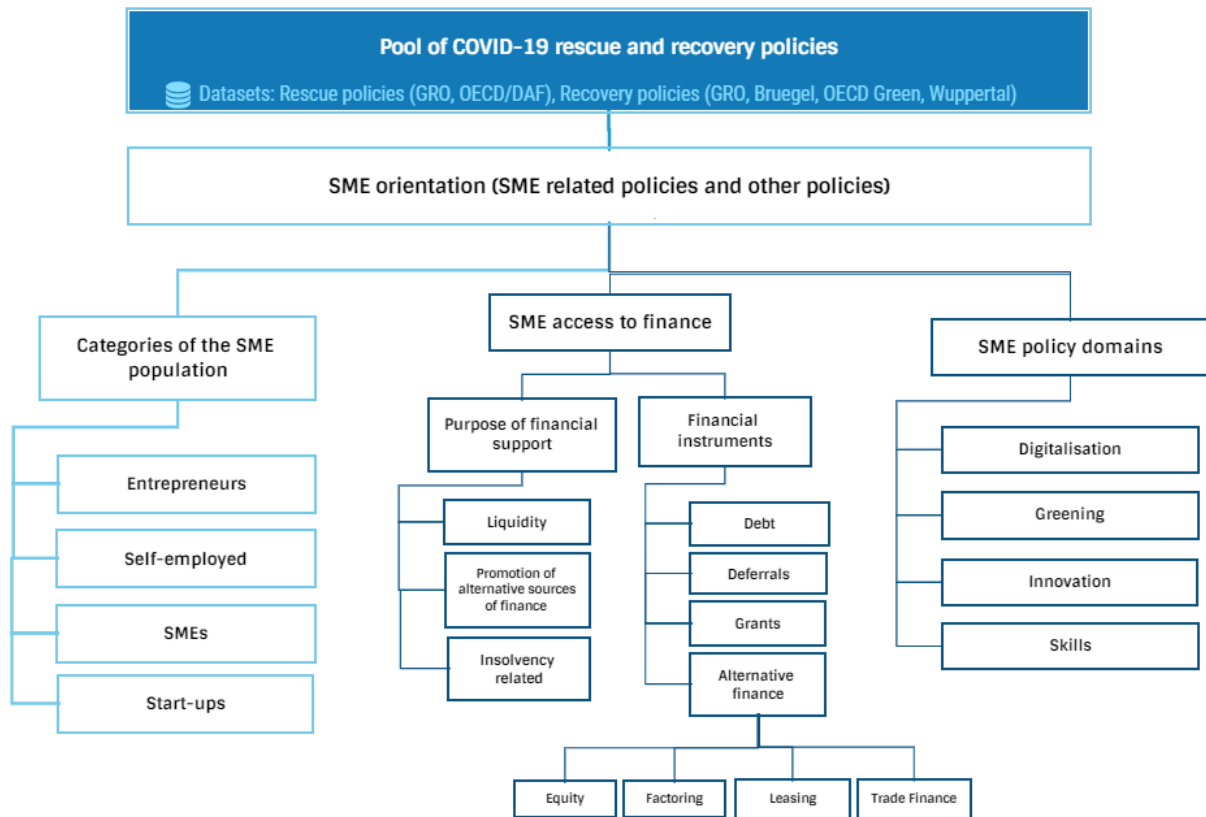 Pool of COVID-19 rescue and recovery policies
Datasets: Rescue policies (GRO, OECD/DAF), Recovery policies (GRO, Bruegel, OECD Green, Wuppertal)
SME orientation (SME related policies and other policies)
Categories of the SME
population
Entrepreneurs
Self-employed
SMEs
Start-ups
SME access to finance
Purpose of financial
support
Liquidity
Promotion of
alternative sources
of finance
Insolvency
related
Financial
instruments
Debt
Deferrals
Grants
Alternative
finance
Equity
Factoring
Leasing
Trade Finance
SME policy domains
Digitalisation
Greening
Innovation
Skills